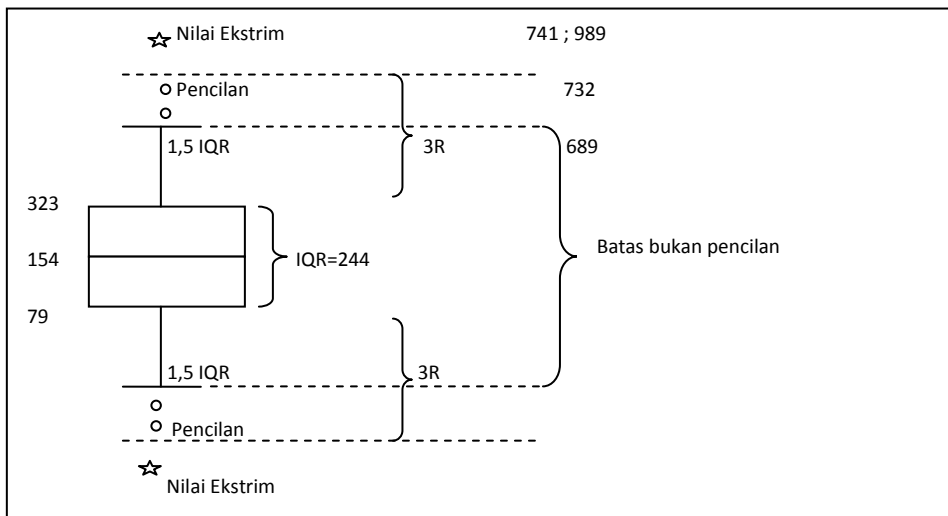 Nilai Ekstrim 741 ; 989
Pencilan 732
1,5 IQR 3R 689
323
154 IQR=244 Batas bukan pencilan
79
1,5 IQR 3R
Pencilan
Nilai Ekstrim